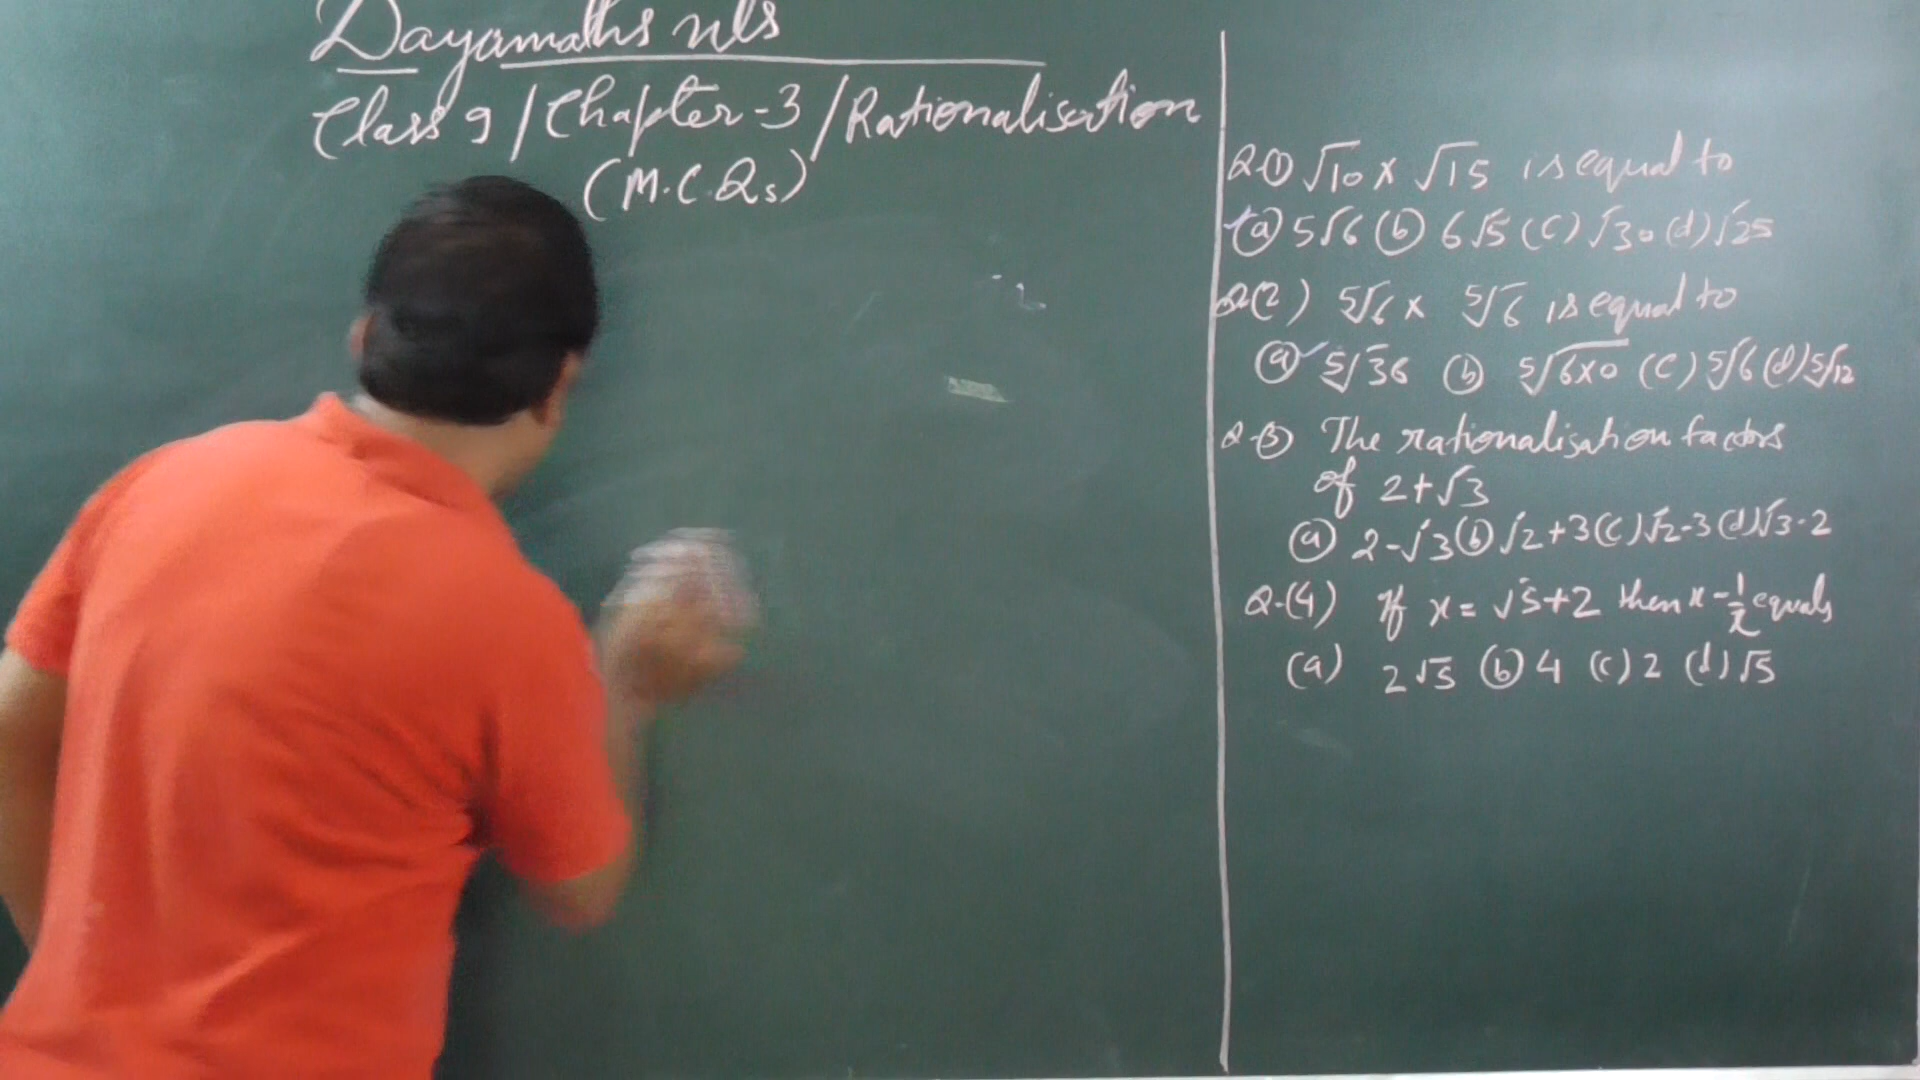 Dayamaths nls
Class 9 / Chapter-3 / Rationalisation
(M.C.Qs)
Q.① √10 × √15 is equal to
ⓐ 5√6 ⓑ 6√5 (c) √30 (d) √25
Q(2) ⁵√6 × ⁵√6 is equal to
ⓐ ⁵√36 ⓑ ⁵√6×0 (c) ⁵√6 (d) ⁵√12
Q.③ The rationalisation factors
of 2+√3
ⓐ 2-√3 ⓑ √2+3 (c) √2-3 (d) √3-2
Q.(4) If x = √5+2 then x - 1/x equals
(a) 2√5 ⓑ 4 (c) 2 (d) √5